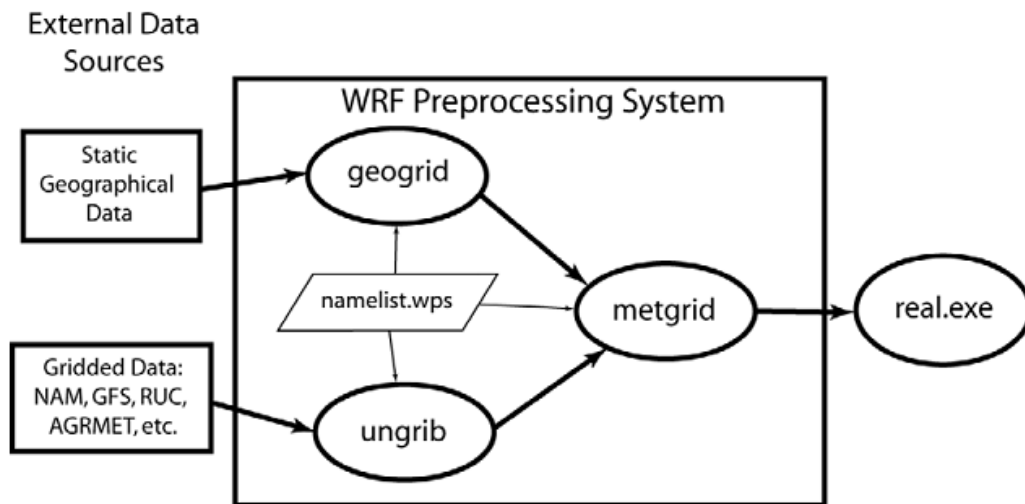 External Data
Sources
WRF Preprocessing System
Static
Geographical
Data
geogrid
namelist.wps
metgrid
real.exe
Gridded Data:
NAM, GFS, RUC,
AGRMET, etc.
ungrib